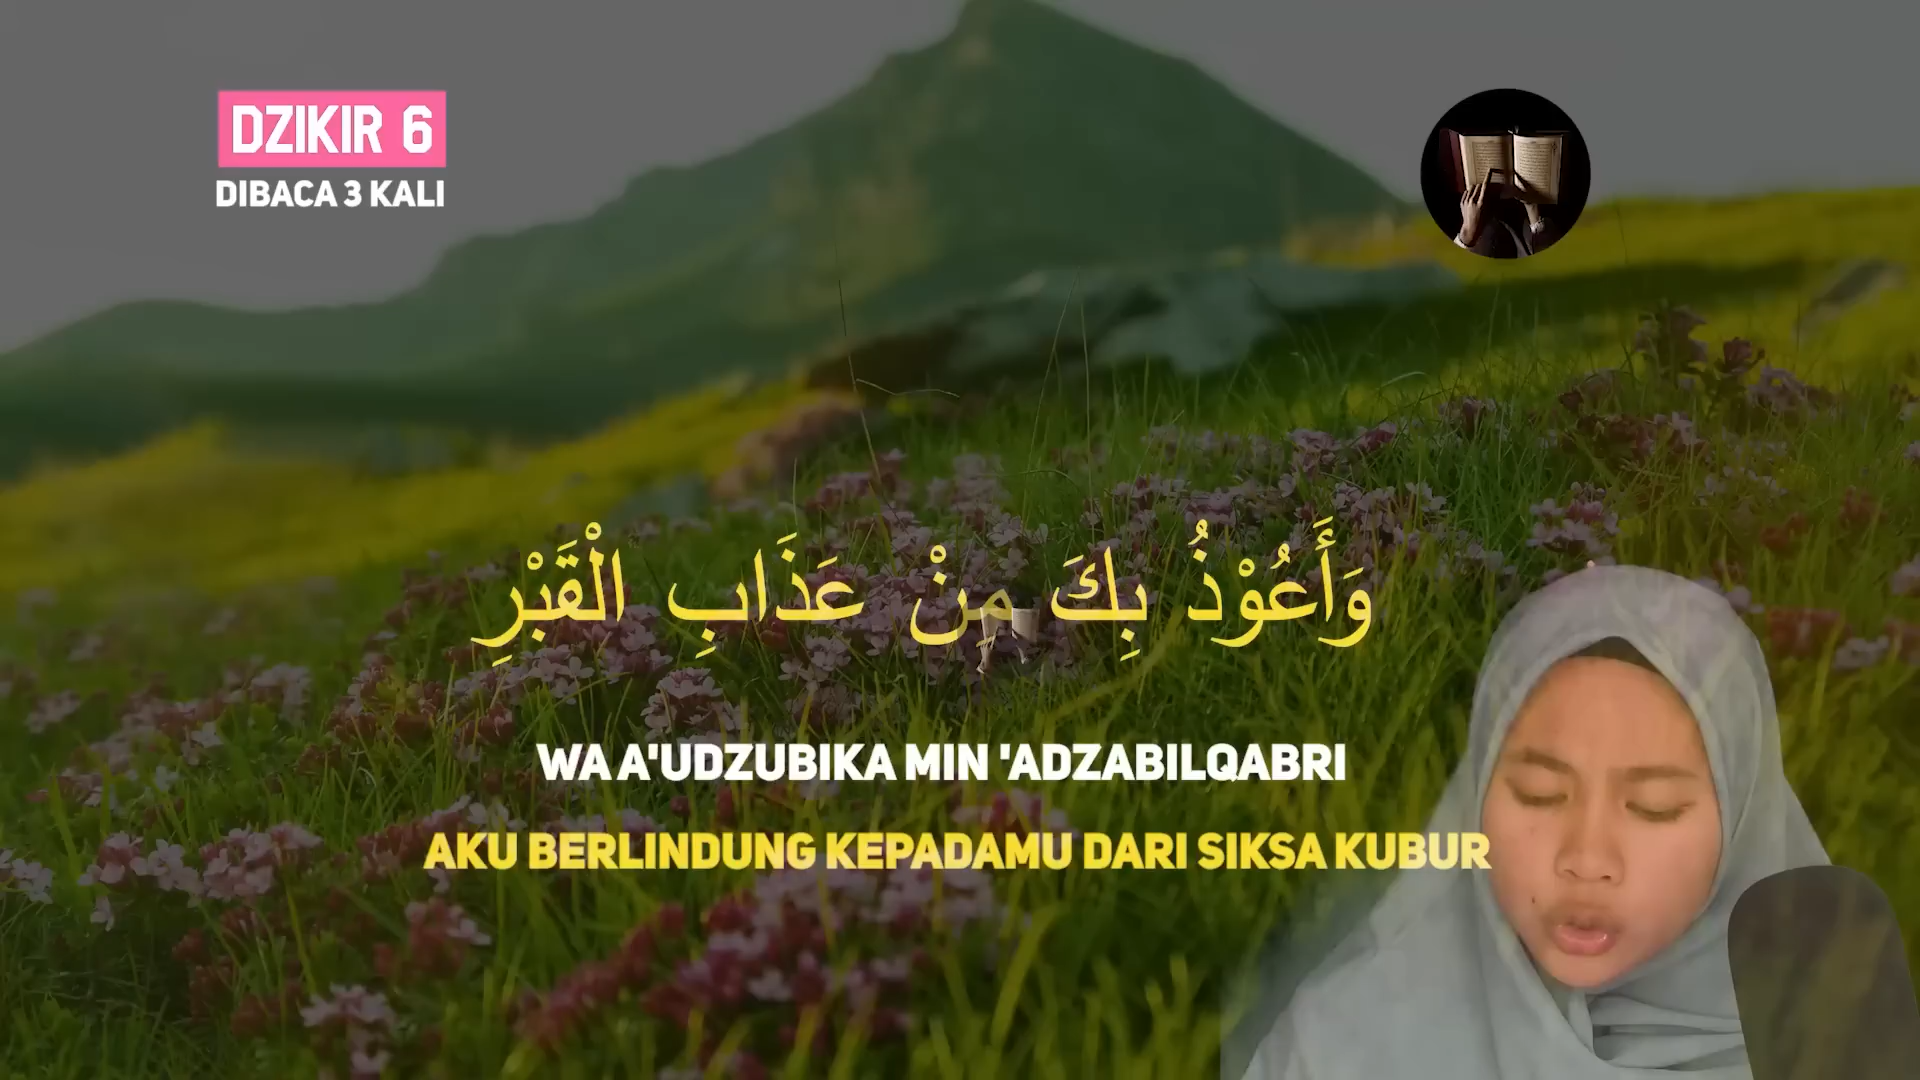 DZIKIR 6
DIBACA 3 KALI
وَأَعُوْذُ بِكَ مِنْ عَذَابِ الْقَبْرِ
WA A'UDZUBIKA MIN 'ADZABILQABRI
AKU BERLINDUNG KEPADAMU DARI SIKSA KUBUR